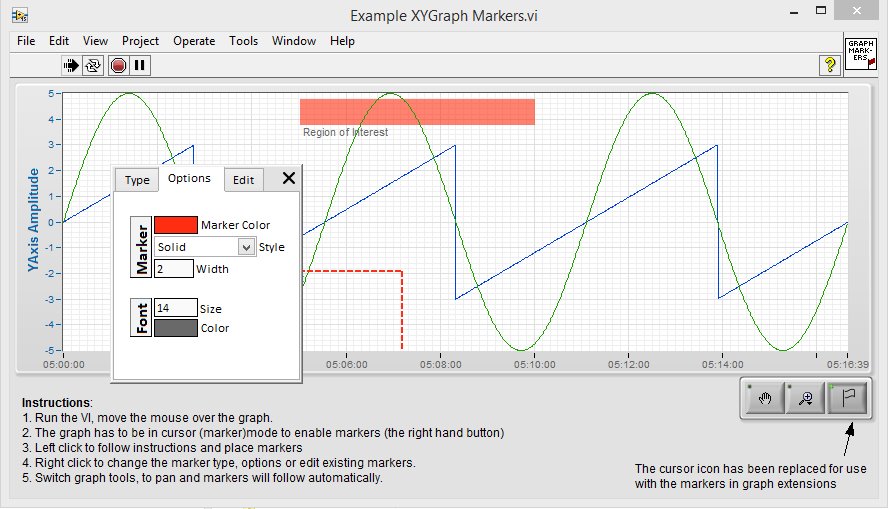 Example XYGraph Markers.vi
File Edit View Project Operate Tools Window Help
GRAPH
MARK-
ERS
?
YAxis Amplitude
5
4
3
2
1
0
-1
-2
-3
-4
-5
Region of Interest
Type Options Edit
Marker
Marker Color
Solid Style
2 Width
Font
14 Size
Color
05:00:00 05:06:00 05:08:00 05:10:00 05:12:00 05:14:00 05:16:39
Instructions:
1. Run the VI, move the mouse over the graph.
2. The graph has to be in cursor (marker)mode to enable markers (the right hand button)
3. Left click to follow instructions and place markers
4. Right click to change the marker type, options or edit existing markers.
5. Switch graph tools, to pan and markers will follow automatically.
The cursor icon has been replaced for use
with the markers in graph extensions